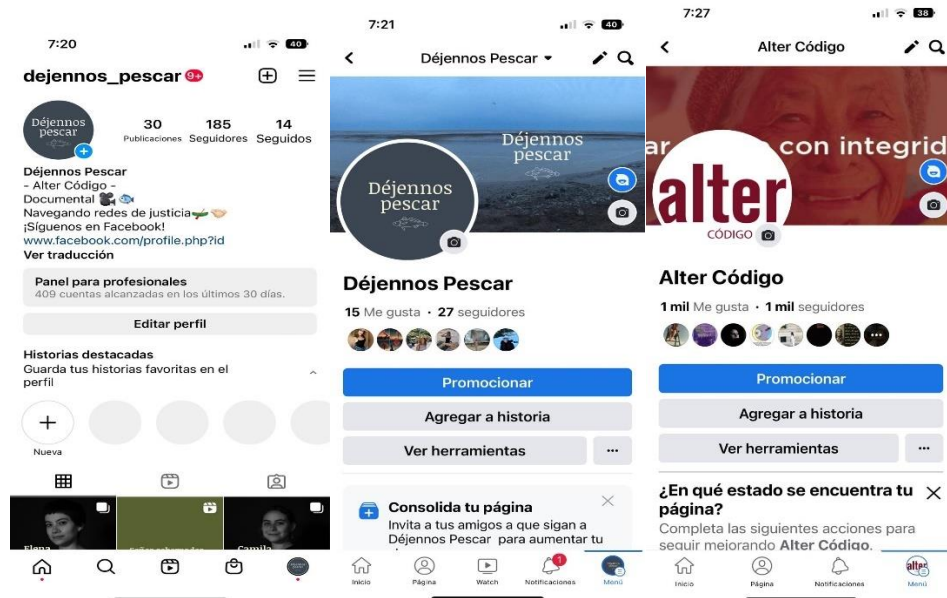 7:20
40
dejennos_pescar 9+
Déjennos
pescar
30
185
14
Publicaciones
Seguidores
Seguidos
Déjennos Pescar
- Alter Código -
Documental
Navegando redes de justicia
¡Síguenos en Facebook!
www.facebook.com/profile.php?id
Ver traducción
Panel para profesionales
409 cuentas alcanzadas en los últimos 30 días.
Editar perfil
Historias destacadas
Guarda tus historias favoritas en el
perfil
Nueva
Elena
Camila
7:21
40
Déjennos Pescar
Déjennos
pescar
Déjennos
pescar
Déjennos Pescar
15 Me gusta · 27 seguidores
Promocionar
Agregar a historia
Ver herramientas
Consolida tu página
Invita a tus amigos a que sigan a
Déjennos Pescar para aumentar tu
Inicio
Página
Watch
1
Notificaciones
Menú
7:27
38
Alter Código
con integrid
alter
CÓDIGO
Alter Código
1 mil Me gusta · 1 mil seguidores
Promocionar
Agregar a historia
Ver herramientas
¿En qué estado se encuentra tu
página?
Completa las siguientes acciones para
seguir mejorando Alter Código.
Inicio
Página
Notificaciones
alter
Menú